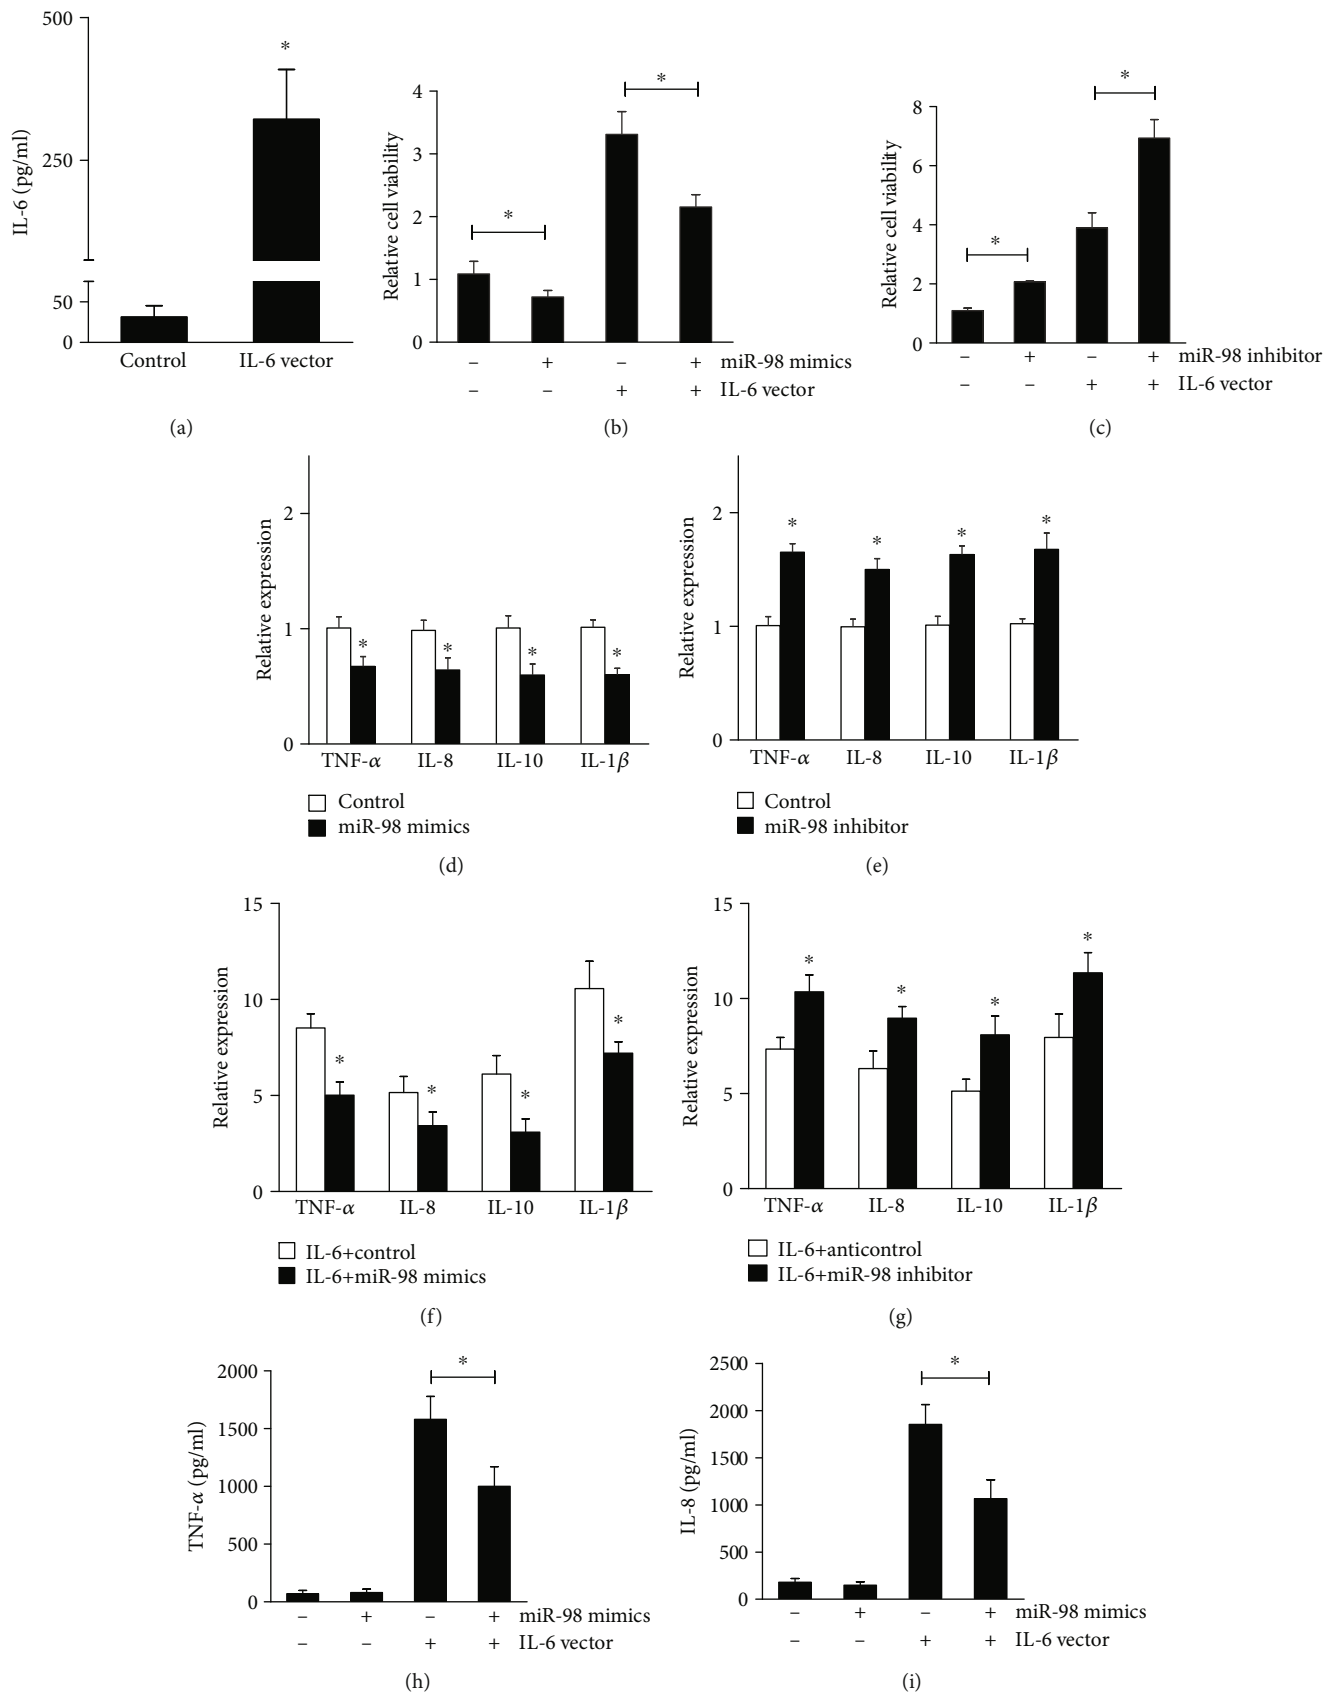 500
250
50
0
IL-6 (pg/ml)
*
Control
IL-6 vector
(a)
4
3
2
1
0
Relative cell viability
*
*
– + – + miR-98 mimics
– – + + IL-6 vector
(b)
8
6
4
2
0
Relative cell viability
*
*
– + – + miR-98 inhibitor
– – + + IL-6 vector
(c)
2
1
0
Relative expression
* * * *
TNF-α IL-8 IL-10 IL-1β
Control
miR-98 mimics
(d)
2
1
0
Relative expression
* * * *
TNF-α IL-8 IL-10 IL-1β
Control
miR-98 inhibitor
(e)
15
10
5
0
Relative expression
* * * *
TNF-α IL-8 IL-10 IL-1β
IL-6+control
IL-6+miR-98 mimics
(f)
15
10
5
0
Relative expression
* * * *
TNF-α IL-8 IL-10 IL-1β
IL-6+anticontrol
IL-6+miR-98 inhibitor
(g)
2000
1500
1000
500
0
TNF-α (pg/ml)
*
– + – + miR-98 mimics
– – + + IL-6 vector
(h)
2500
2000
1500
1000
500
0
IL-8 (pg/ml)
*
– + – + miR-98 mimics
– – + + IL-6 vector
(i)